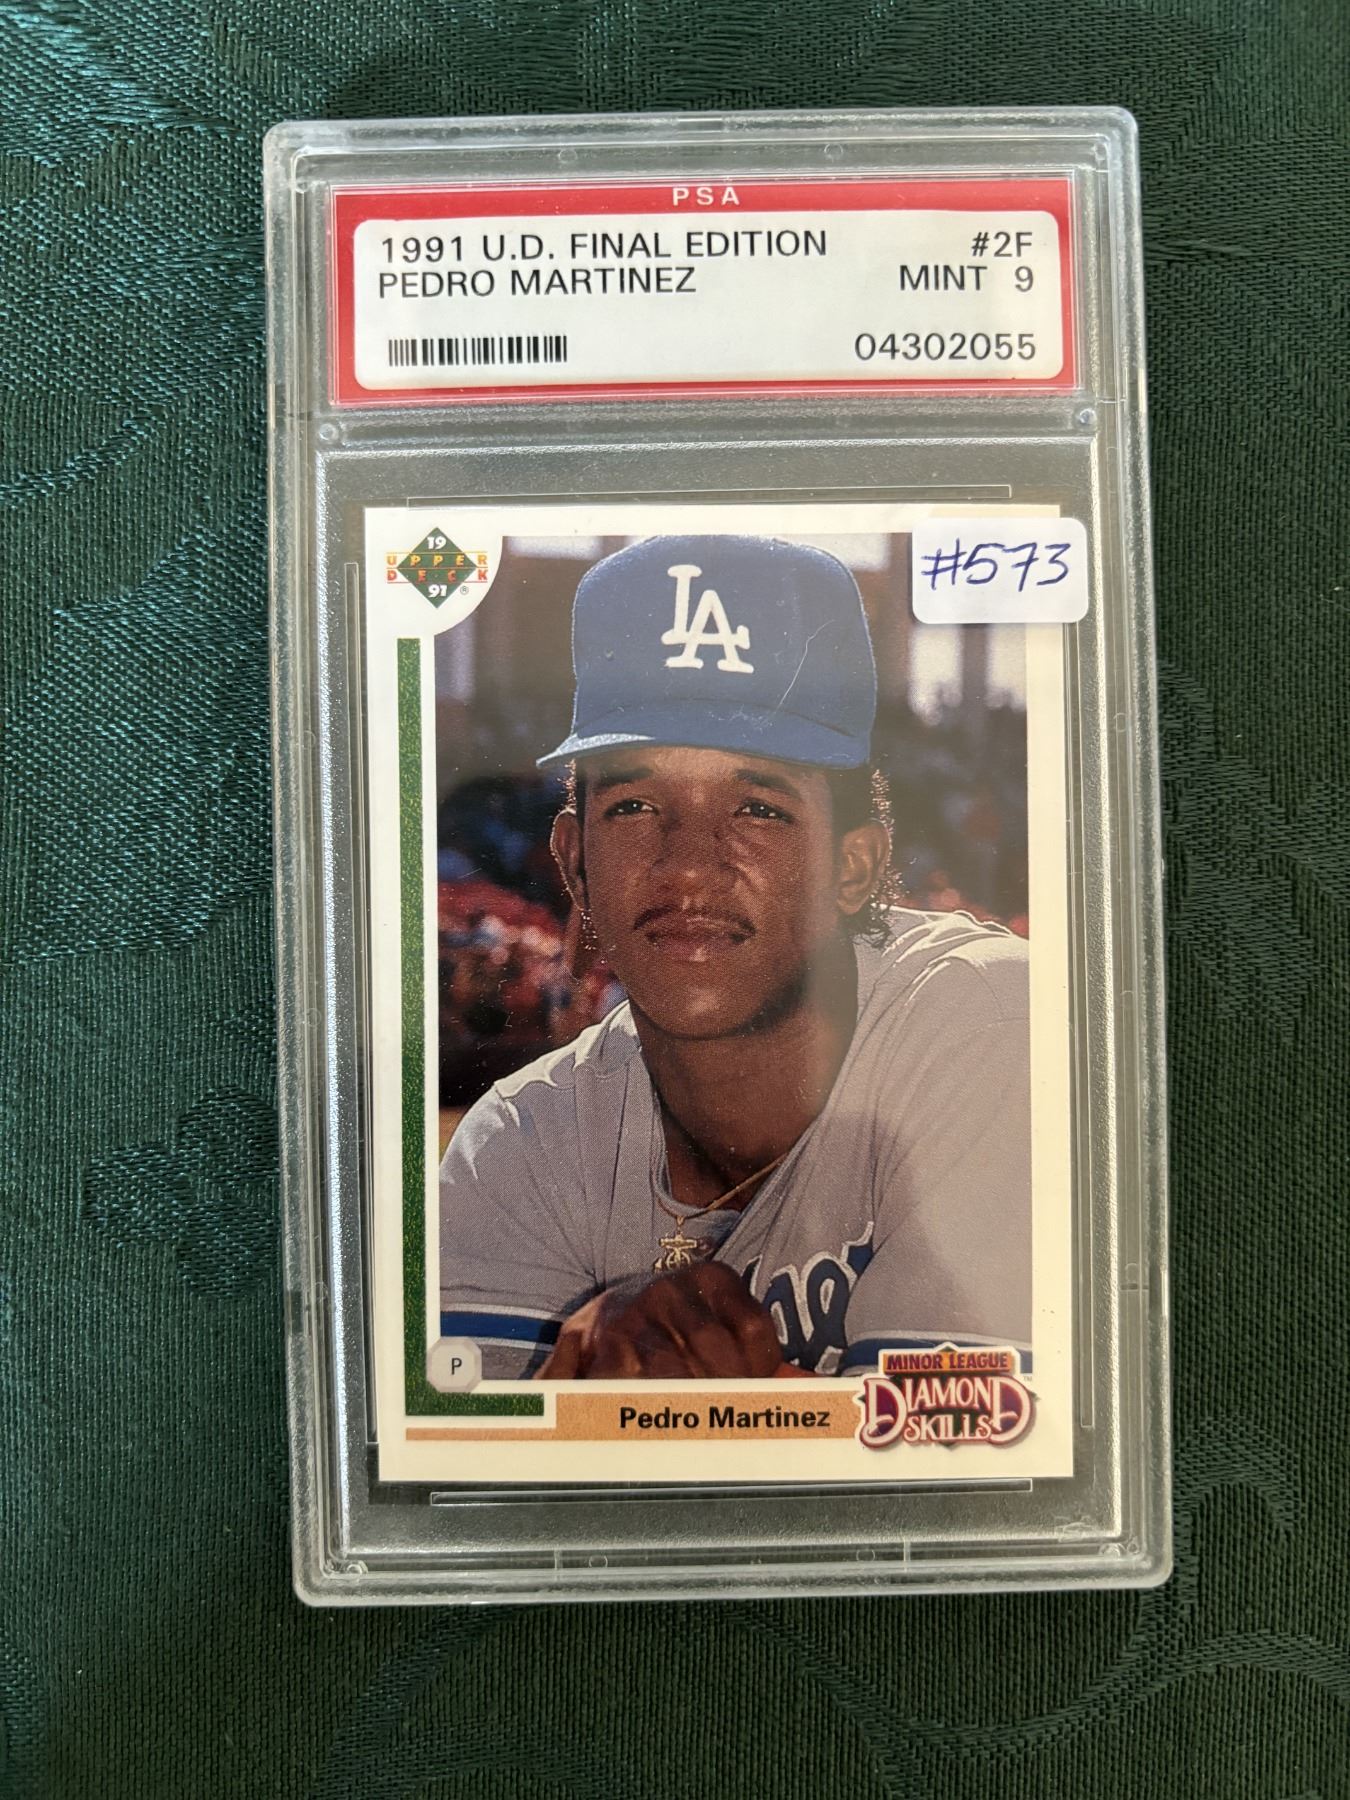 PSA
1991 U.D. FINAL EDITION #2F
PEDRO MARTINEZ MINT 9
04302055
19
UPPER
DECK
91 ®
#573
LA
P
Pedro Martinez
MINOR LEAGUE
DIAMOND
SKILLS
TM